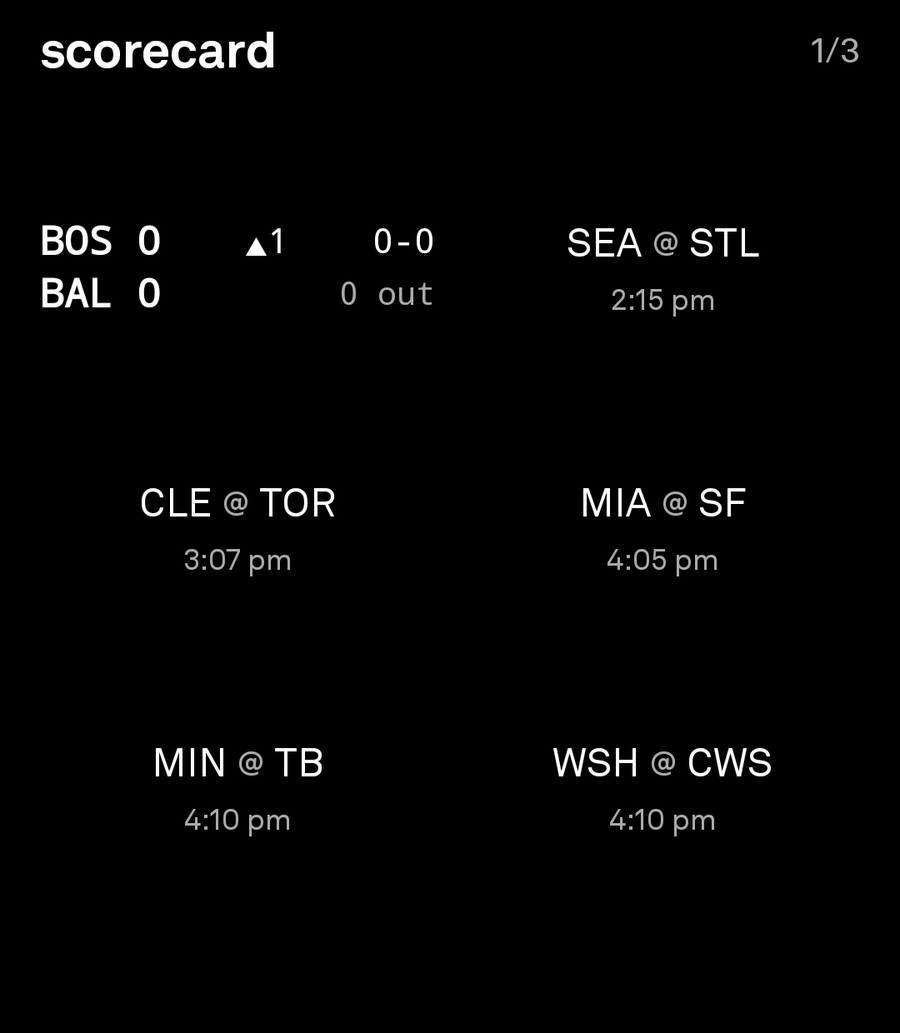 scorecard 1/3
BOS 0 ▲1 0-0
BAL 0 0 out
SEA @ STL
2:15 pm
CLE @ TOR
3:07 pm
MIA @ SF
4:05 pm
MIN @ TB
4:10 pm
WSH @ CWS
4:10 pm